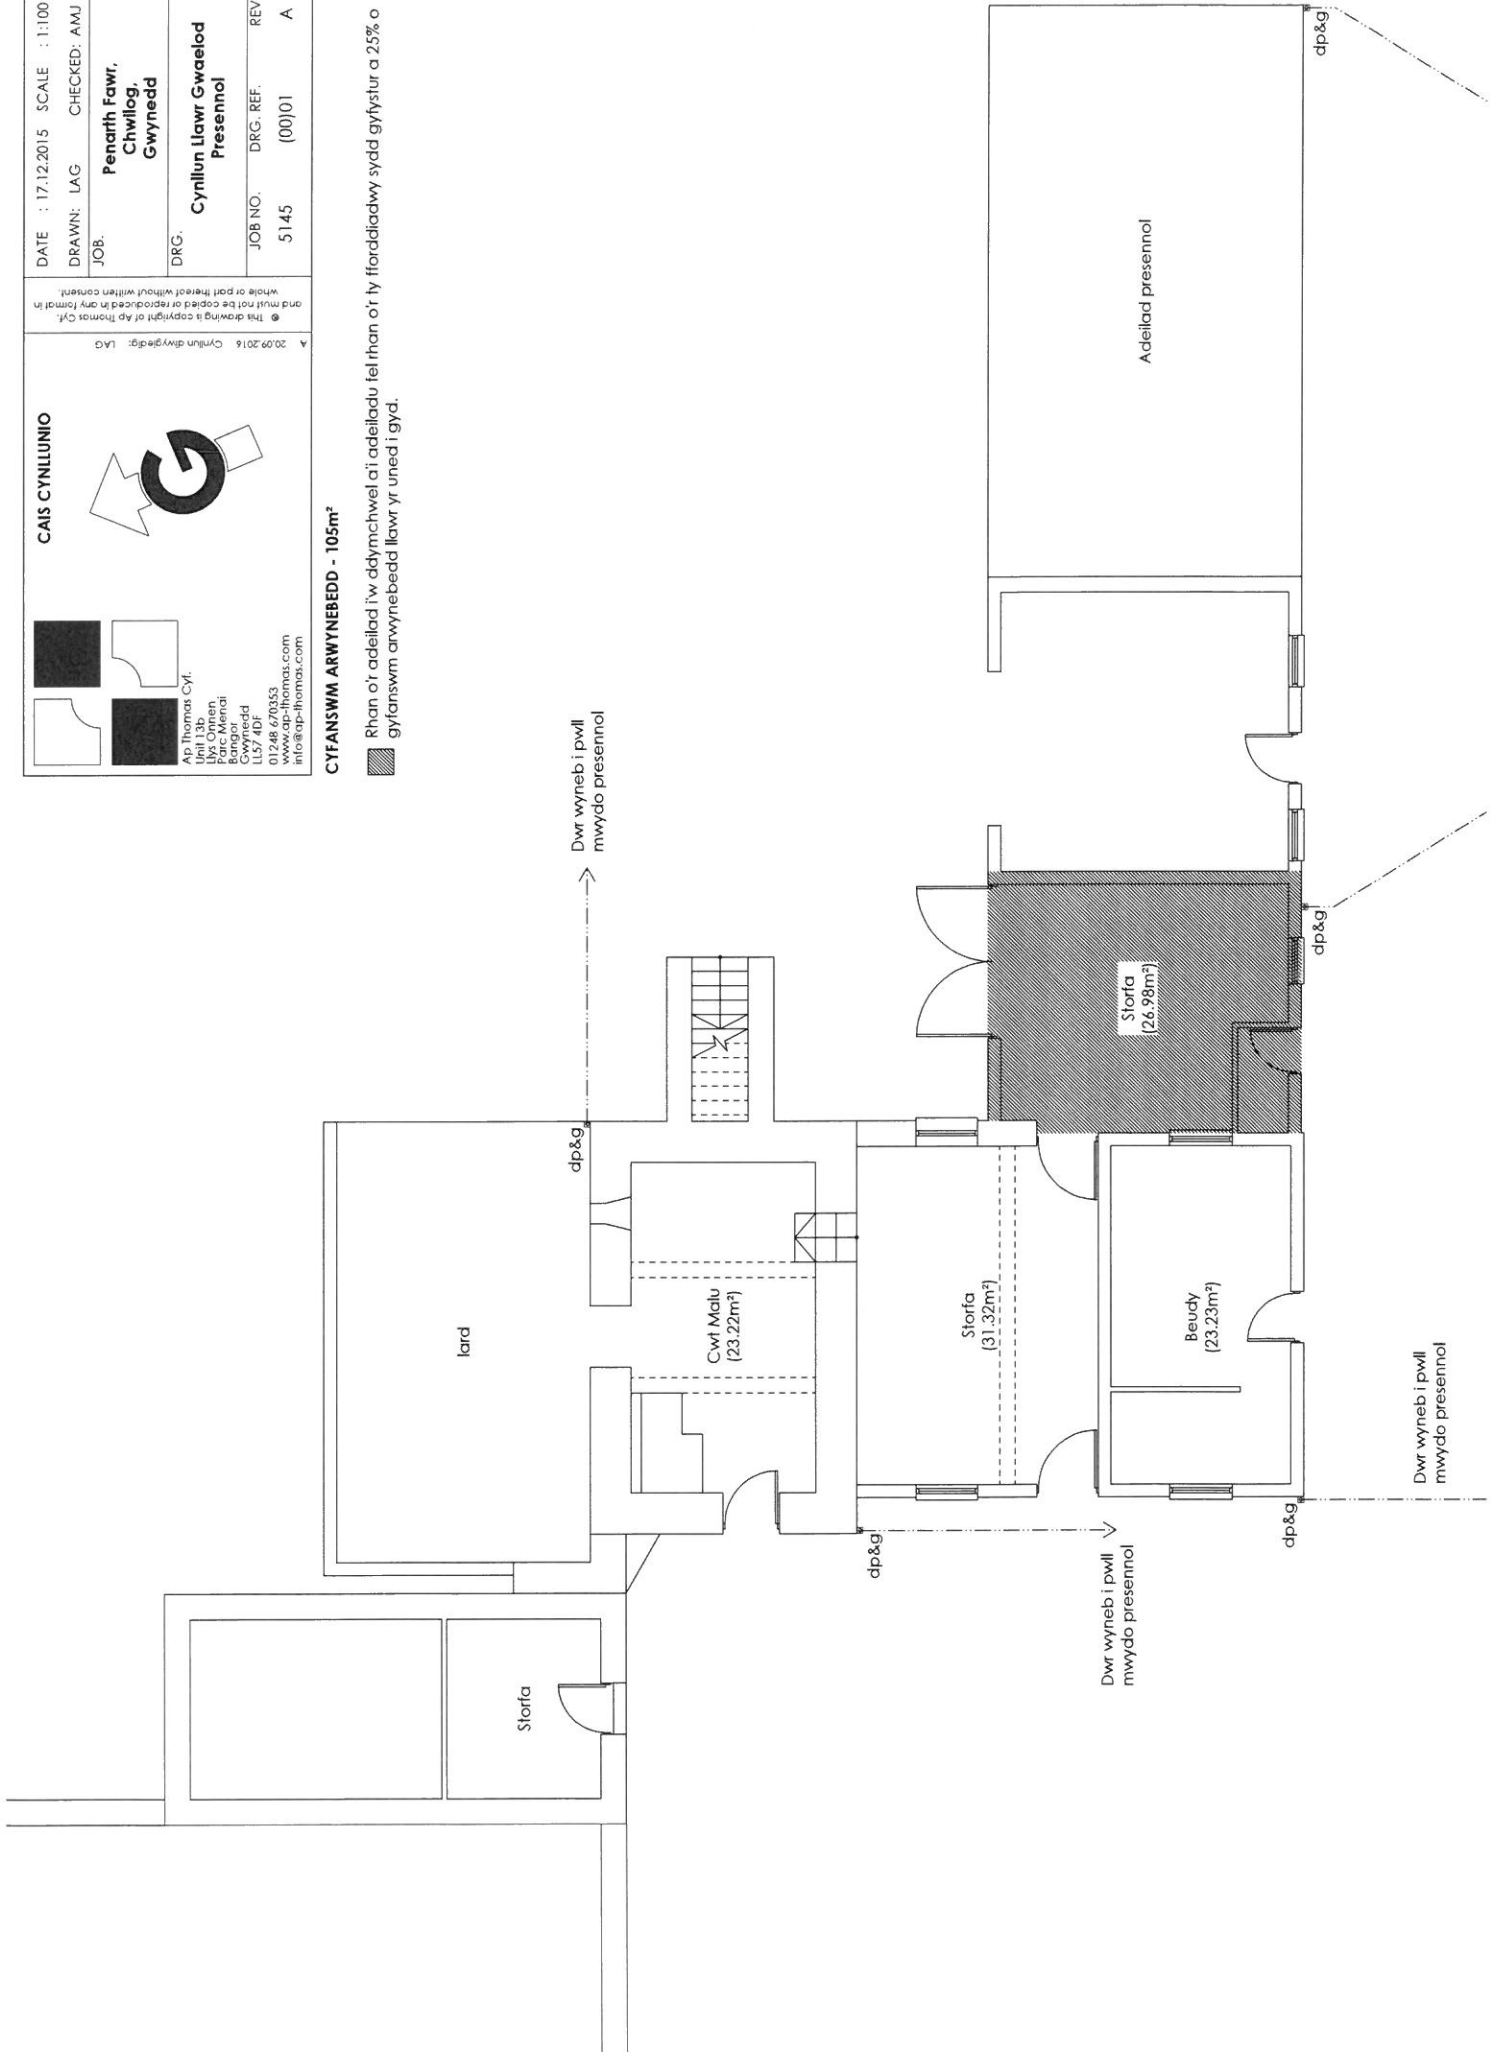 CAIS CYNLLUNIO
Ap Thomas Cyf.
Unit 13b
Llys Onnen
Parc Menai
Bangor
Gwynedd
LL57 4DF
01248 670353
www.ap-thomas.com
info@ap-thomas.com
A 20.09.2016 Cynllun diwygiedig: LAG
© This drawing is copyright of Ap Thomas Cyf.
and must not be copied or reproduced in any format in
whole or part thereof without written consent.
DATE : 17.12.2015 SCALE : 1:100
DRAWN: LAG CHECKED: AMJ
JOB.
Penarth Fawr,
Chwilog,
Gwynedd
DRG.
Cynllun Llawr Gwaelod
Presennol
JOB NO. DRG. REF. REV
5145 (00)01 A
CYFANSWM ARWYNEBEDD - 105m²
Rhan o'r adeilad i'w ddymchwel a'i adeiladu fel rhan o'r ty fforddiadwy sydd gyfystur a 25% o
gyfanswm arwynebedd llawr yr uned i gyd.
Storfa
Iard
dp&g
Dwr wyneb i pwll
mwydo presennol
Cwt Malu
(23.22m²)
dp&g
Dwr wyneb i pwll
mwydo presennol
Storfa
(31.32m²)
Beudy
(23.23m²)
Storfa
(26.98m²)
Adeilad presennol
dp&g
Dwr wyneb i pwll
mwydo presennol
dp&g
dp&g